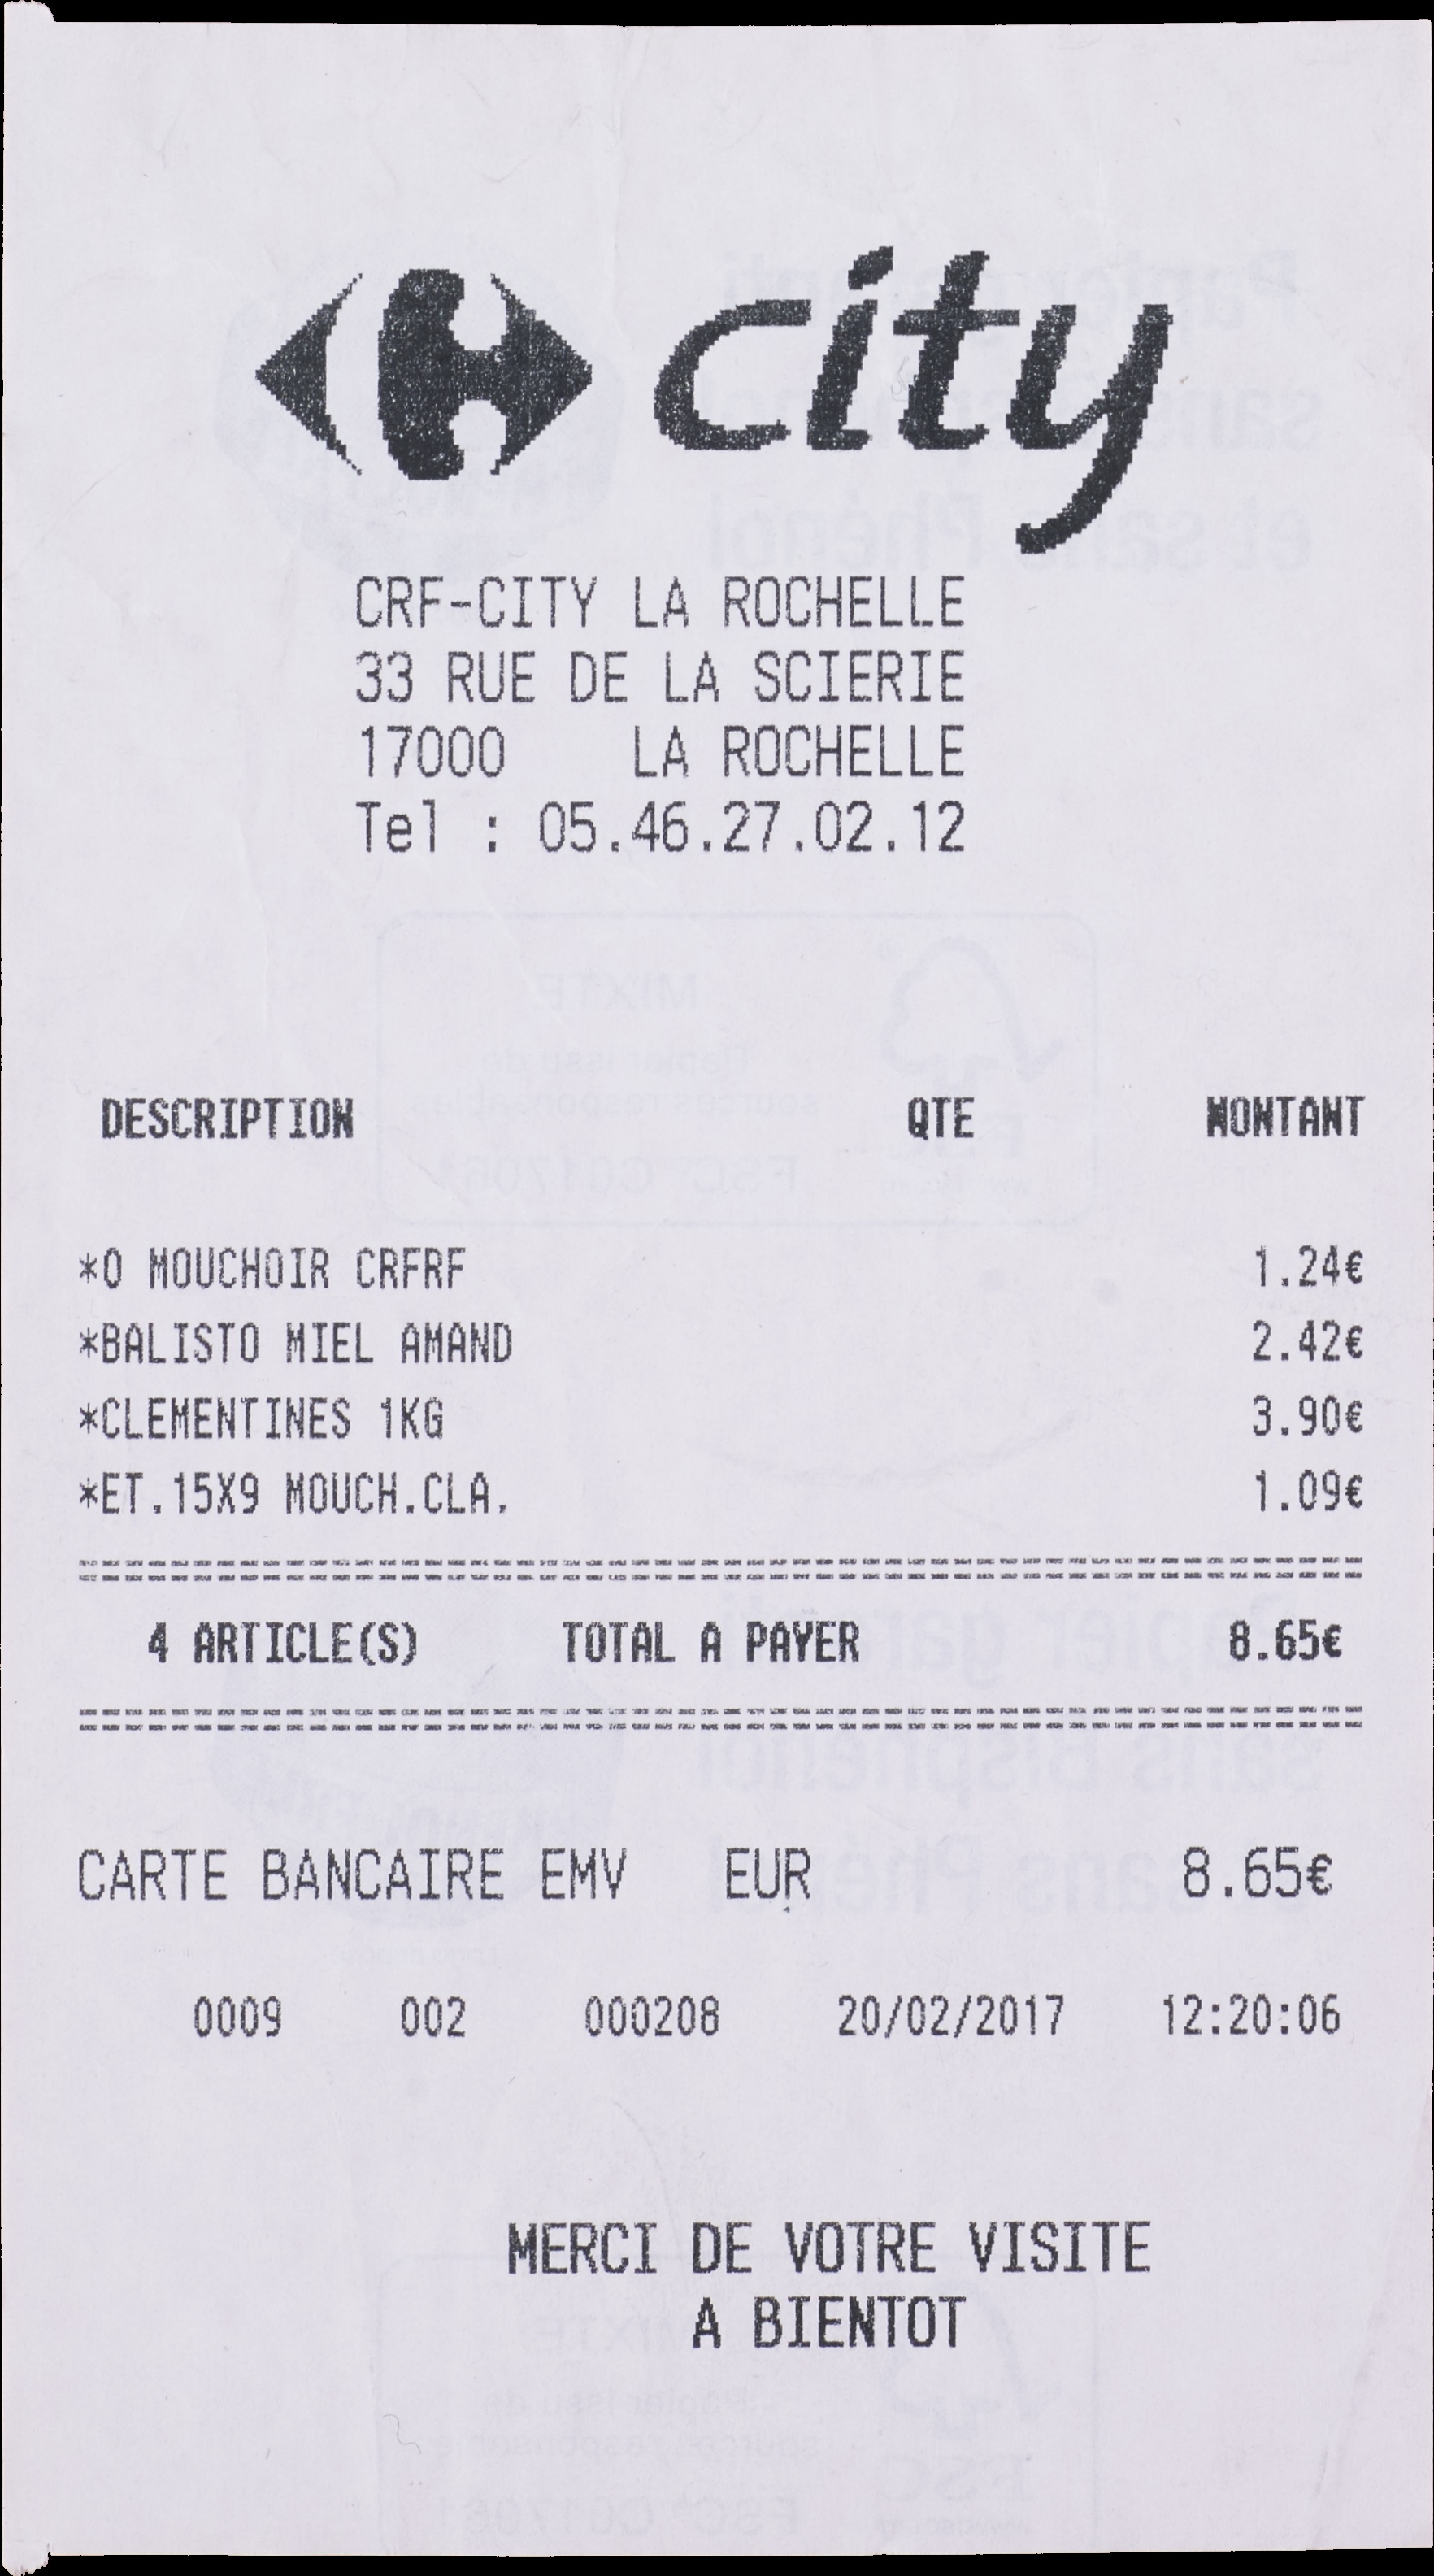 city
CRF-CITY LA ROCHELLE
33 RUE DE LA SCIERIE
17000 LA ROCHELLE
Tel : 05.46.27.02.12
DESCRIPTION QTE MONTANT
*O MOUCHOIR CRFRF 1.24€
*BALISTO MIEL AMAND 2.42€
*CLEMENTINES 1KG 3.90€
*ET.15X9 MOUCH.CLA. 1.09€
4 ARTICLE(S) TOTAL A PAYER 8.65€
CARTE BANCAIRE EMV EUR 8.65€
0009 002 000208 20/02/2017 12:20:06
MERCI DE VOTRE VISITE
A BIENTOT